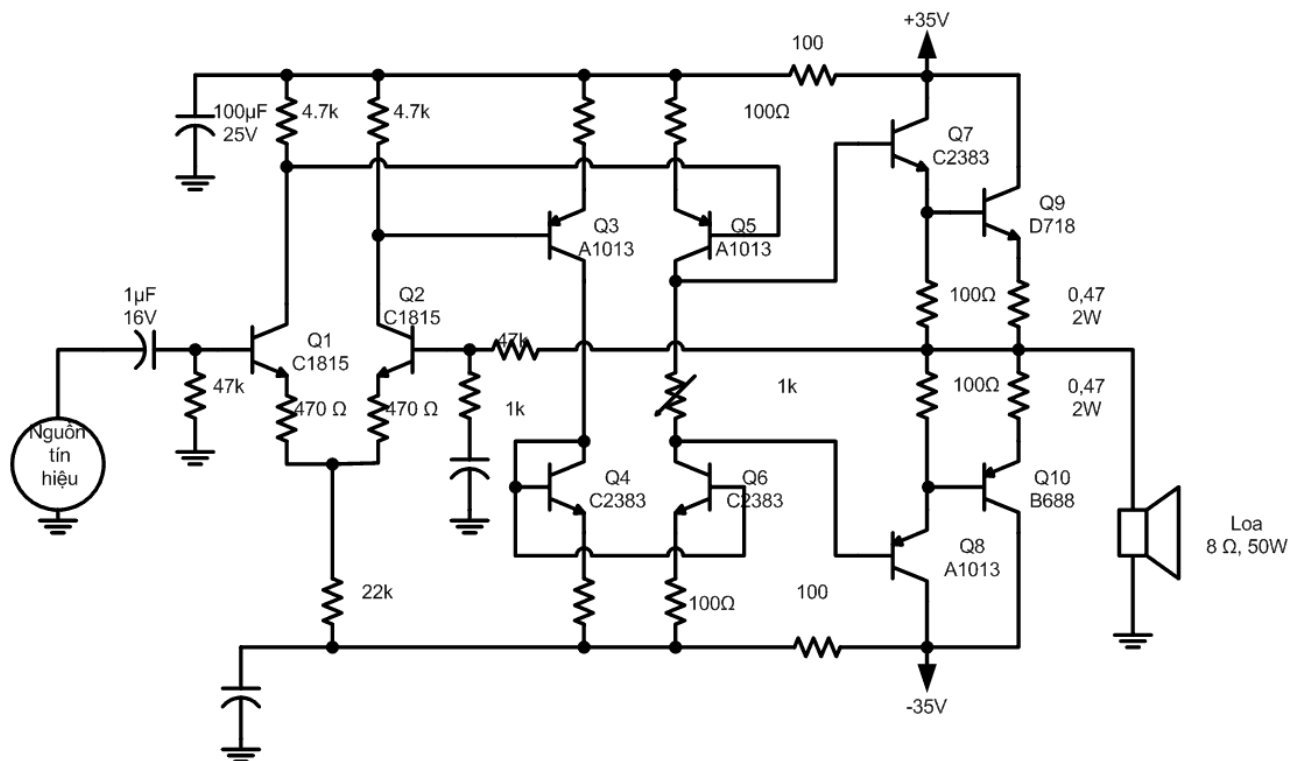 +35V
100
100µF
25V
4.7k
4.7k
100Ω
Q7
C2383
Q9
D718
Q3
A1013
Q5
A1013
1µF
16V
Q2
C1815
100Ω
0,47
2W
Q1
C1815
47k
47k
470 Ω
470 Ω
1k
1k
100Ω
0,47
2W
Nguồn
tín
hiệu
Q4
C2383
Q6
C2383
Q10
B688
Loa
8 Ω, 50W
Q8
A1013
22k
100Ω
100
-35V